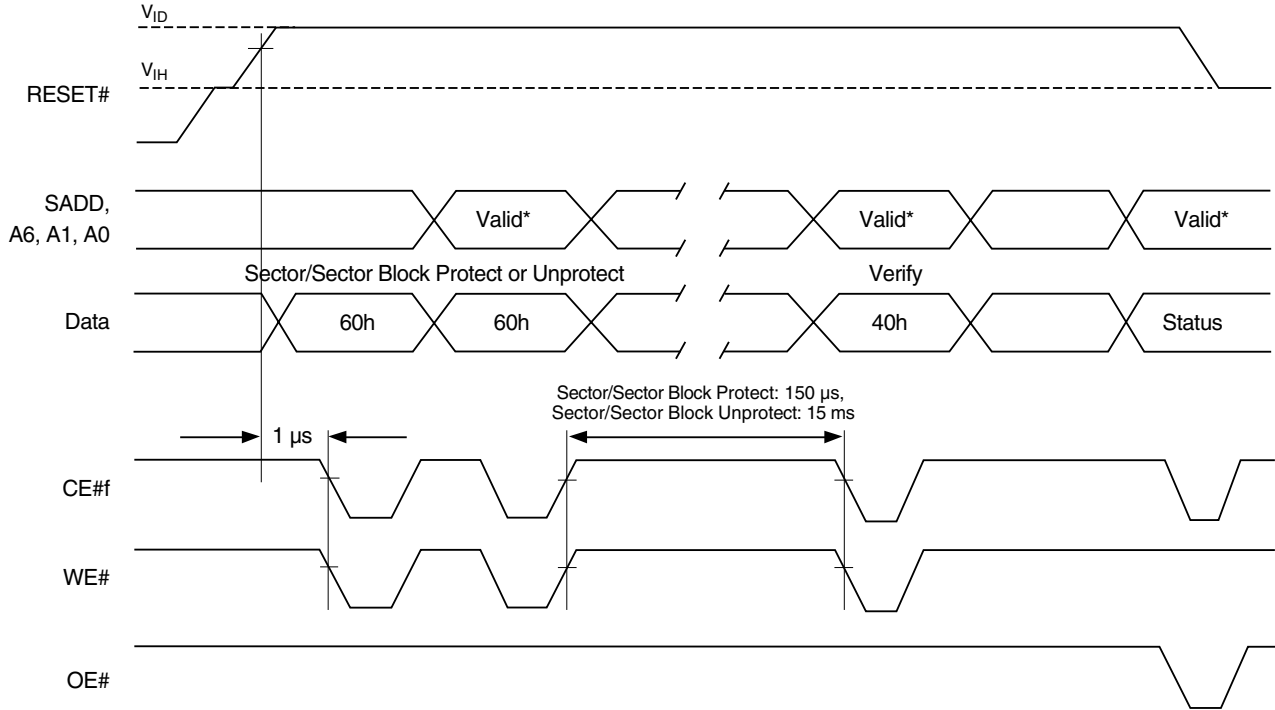 VID
VIH
RESET#
SADD,
A6, A1, A0
Valid*
Valid*
Valid*
Sector/Sector Block Protect or Unprotect
Verify
Data
60h
60h
40h
Status
Sector/Sector Block Protect: 150 µs,
Sector/Sector Block Unprotect: 15 ms
1 µs
CE#f
WE#
OE#